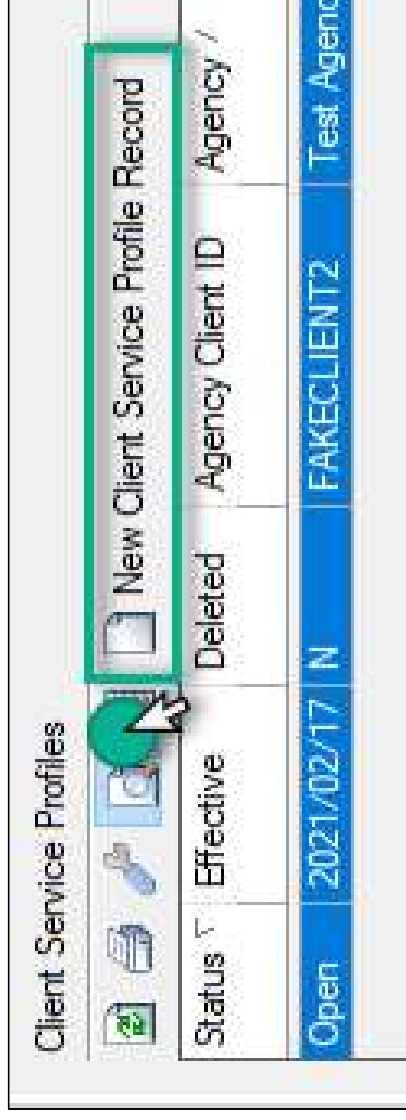 Client Service Profiles
New Client Service Profile Record
Status Effective Deleted Agency Client ID Agency
Open 2021/02/17 N FAKECLIENT2 Test Agenc